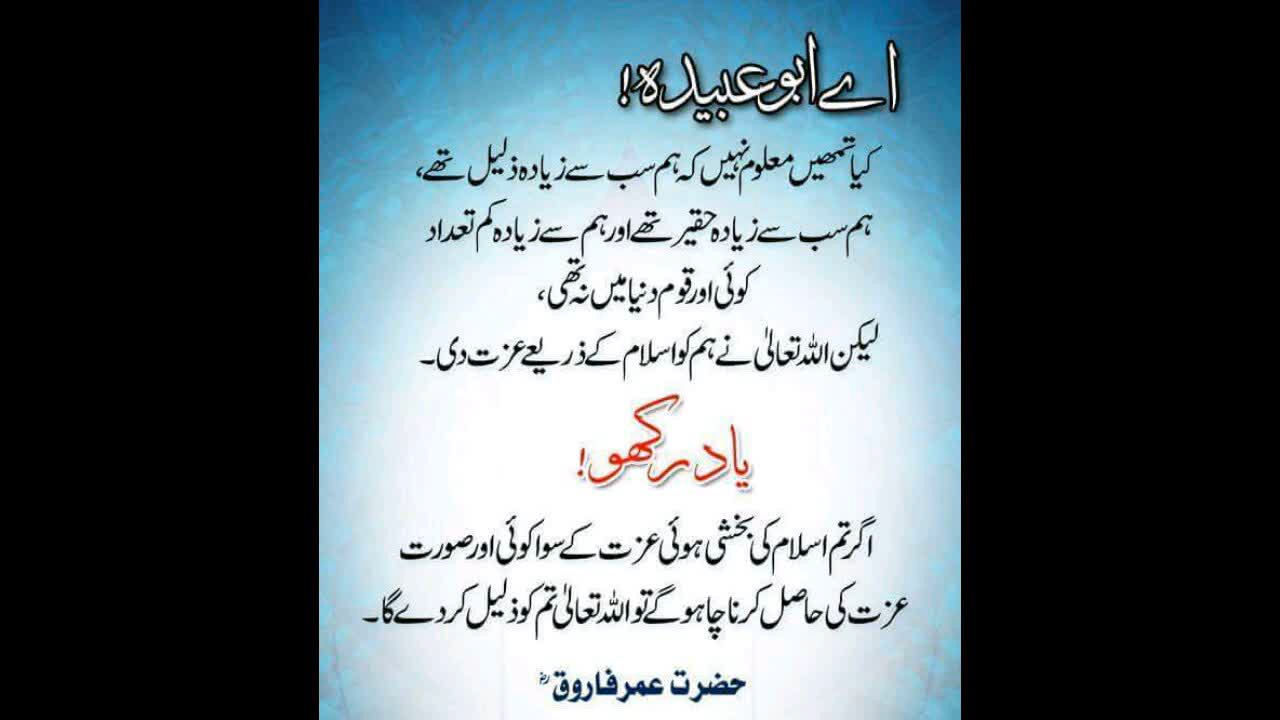 اے ابو عبیدہ!
کیا تمھیں معلوم نہیں کہ ہم سب سے زیادہ ذلیل تھے،
ہم سب سے زیادہ حقیر تھے اور ہم سے زیادہ کم تعداد
کوئی اور قوم دنیا میں نہ تھی،
لیکن اللہ تعالیٰ نے ہم کو اسلام کے ذریعے عزت دی۔
یاد رکھو!
اگر تم اسلام کی بخشی ہوئی عزت کے سوا کوئی اور صورت
عزت کی حاصل کرنا چاہو گے تو اللہ تعالیٰ تم کو ذلیل کر دے گا۔
حضرت عمر فاروقؓ